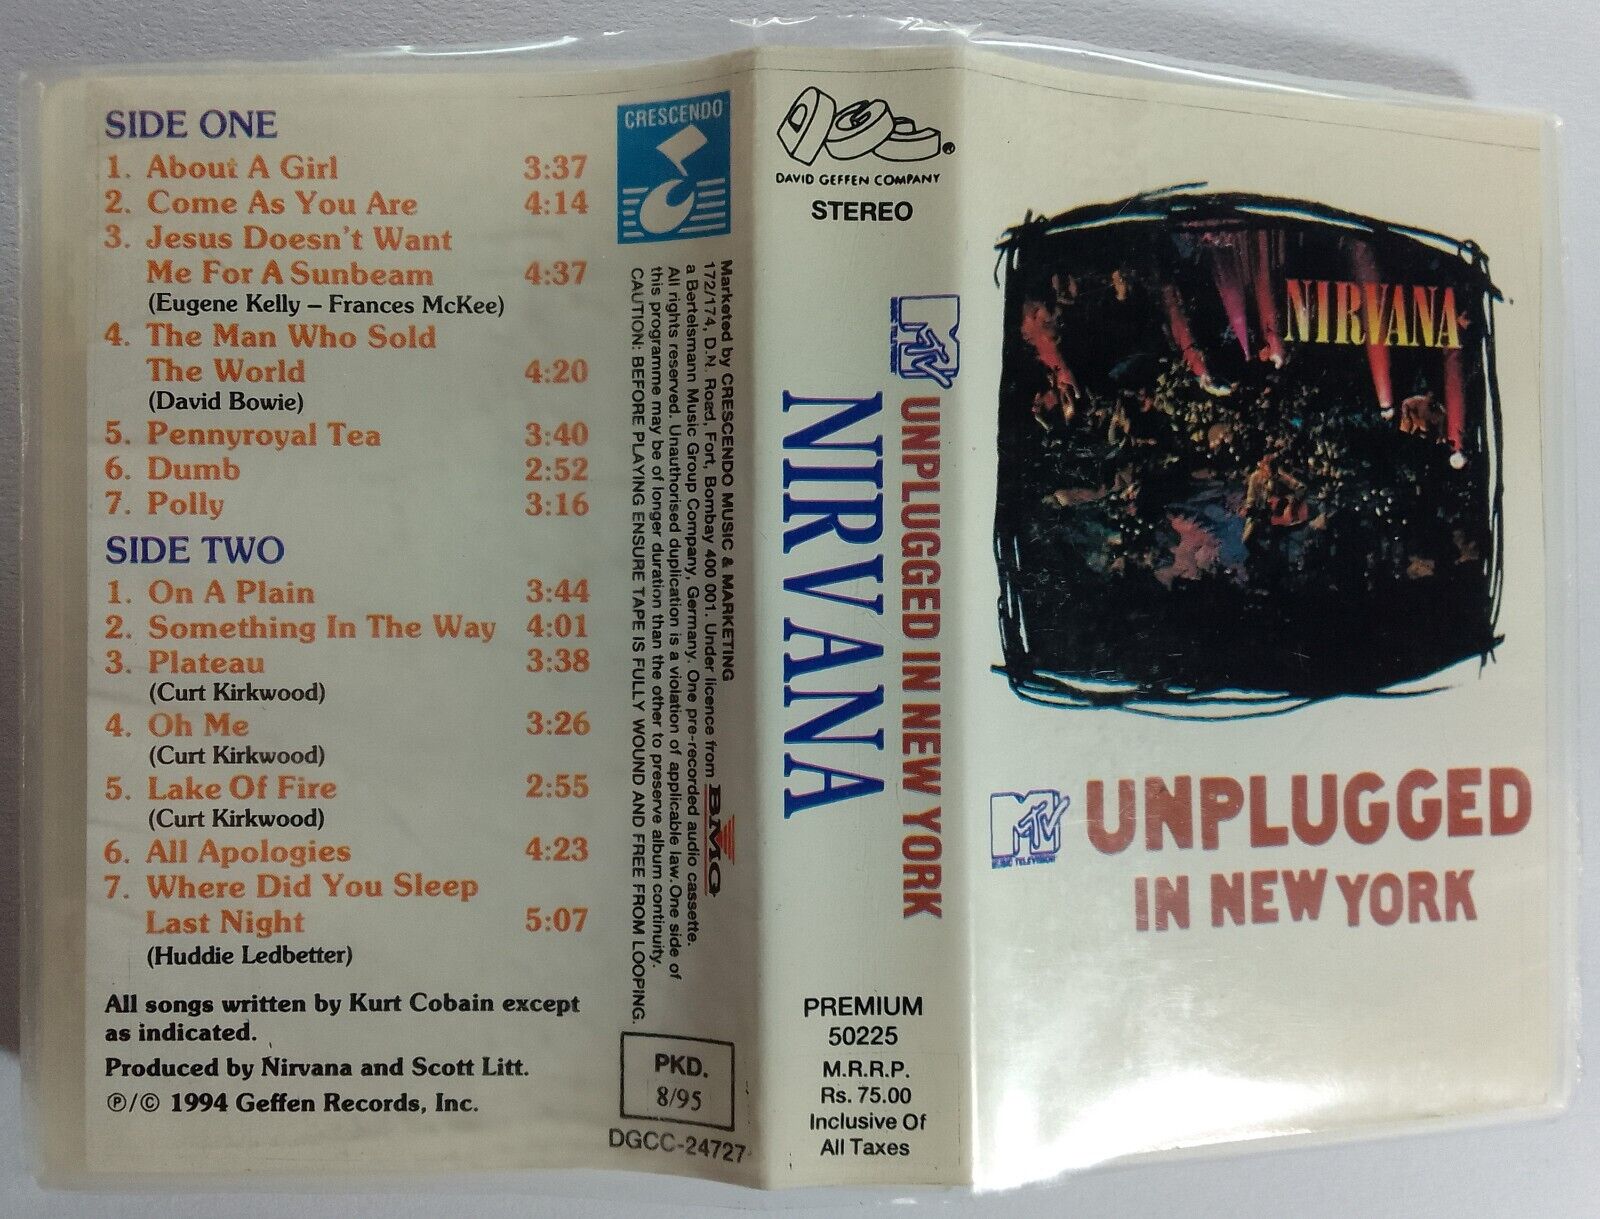 SIDE ONE
1. About A Girl 3:37
2. Come As You Are 4:14
3. Jesus Doesn't Want
Me For A Sunbeam 4:37
(Eugene Kelly – Frances McKee)
4. The Man Who Sold
The World 4:20
(David Bowie)
5. Pennyroyal Tea 3:40
6. Dumb 2:52
7. Polly 3:16
SIDE TWO
1. On A Plain 3:44
2. Something In The Way 4:01
3. Plateau 3:38
(Curt Kirkwood)
4. Oh Me 3:26
(Curt Kirkwood)
5. Lake Of Fire 2:55
(Curt Kirkwood)
6. All Apologies 4:23
7. Where Did You Sleep
Last Night 5:07
(Huddie Ledbetter)
All songs written by Kurt Cobain except
as indicated.
Produced by Nirvana and Scott Litt.
℗/© 1994 Geffen Records, Inc.
CRESCENDO
Marketed by CRESCENDO MUSIC & MARKETING
172/174, D.N. Road, Fort, Bombay 400 001. Under licence from BMG
a Bertelsmann Music Group Company, Germany. One pre-recorded audio cassette.
All rights reserved. Unauthorised duplication is a violation of applicable law. One side of
this programme may be of longer duration than the other to preserve album continuity.
CAUTION: BEFORE PLAYING ENSURE TAPE IS FULLY WOUND AND FREE FROM LOOPING.
PKD.
8/95
DGCC-24727
DGC®
DAVID GEFFEN COMPANY
STEREO
MTV
MUSIC TELEVISION
UNPLUGGED IN NEW YORK
NIRVANA
PREMIUM
50225
M.R.R.P.
Rs. 75.00
Inclusive Of
All Taxes
NIRVANA
MTV
MUSIC TELEVISION
UNPLUGGED
IN NEW YORK